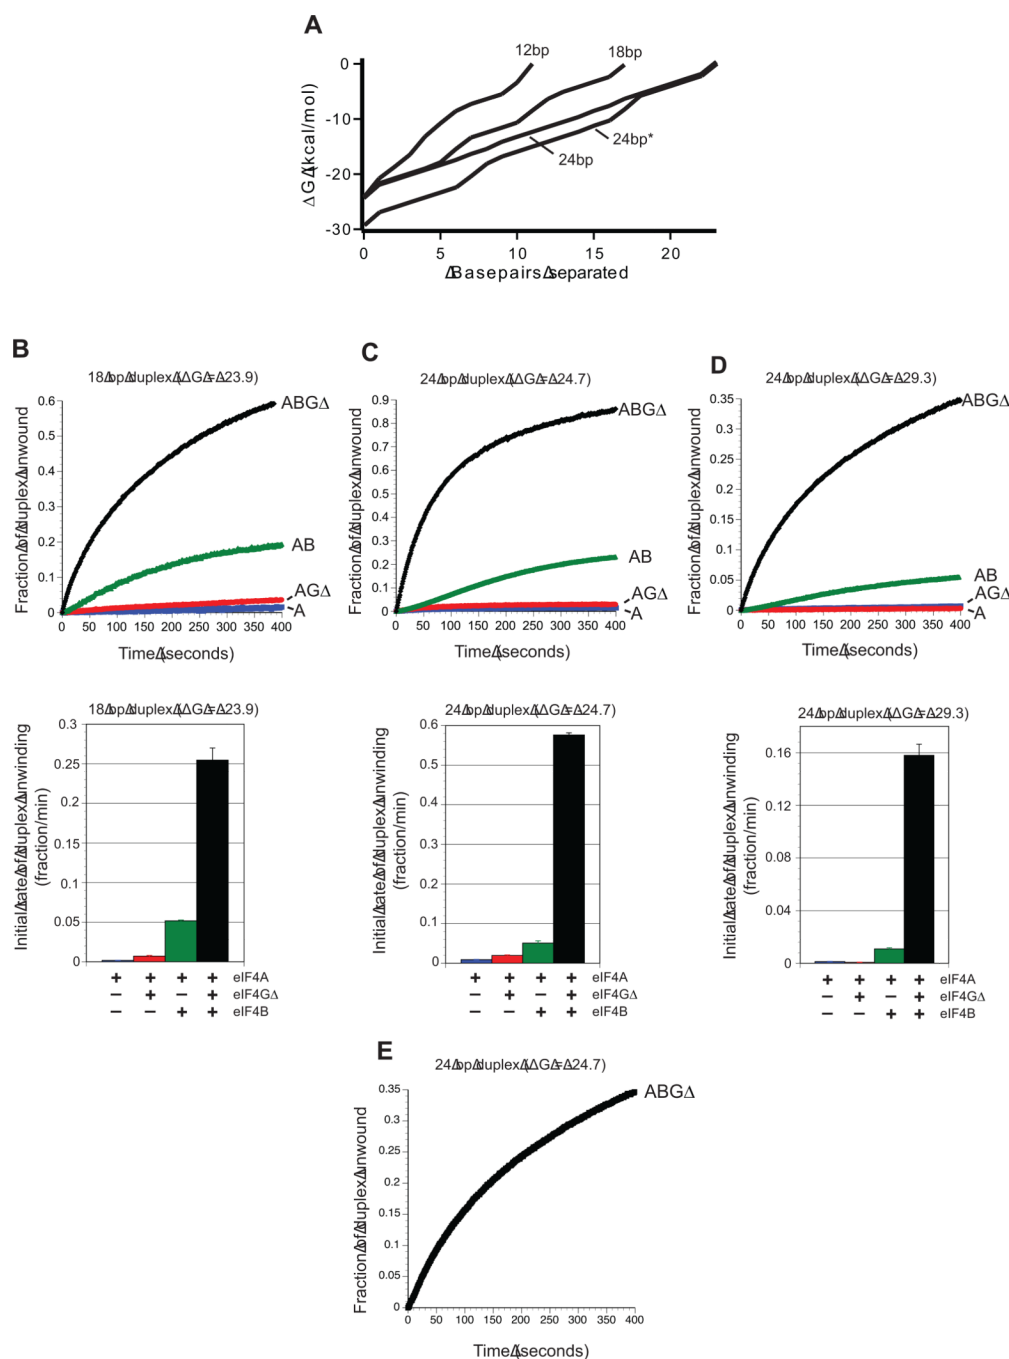 A
12bp
18bp
24bp*
24bp
ΔGΔ(kcal/mol)
0
-10
-20
-30
0 5 10 15 20
ΔBasepairsΔseparated
B
18ΔbpΔduplexΔ(ΔGΔ=Δ-23.9)
FractionΔofΔduplexΔunwound
0.6
0.5
0.4
0.3
0.2
0.1
0
ABGΔ
AB
AGΔ
A
0 50 100 150 200 250 300 350 400
TimeΔ(seconds)
C
24ΔbpΔduplexΔ(ΔGΔ=Δ-24.7)
FractionΔofΔduplexΔunwound
0.9
0.8
0.7
0.6
0.5
0.4
0.3
0.2
0.1
0
ABGΔ
AB
AGΔ
A
0 50 100 150 200 250 300 350 400
TimeΔ(seconds)
D
24ΔbpΔduplexΔ(ΔGΔ=Δ-29.3)
FractionΔofΔduplexΔunwound
0.35
0.3
0.25
0.2
0.15
0.1
0.05
0
ABGΔ
AB
AGΔ
A
0 50 100 150 200 250 300 350 400
TimeΔ(seconds)
18ΔbpΔduplexΔ(ΔGΔ=Δ-23.9)
InitialΔrateΔofΔduplexΔunwinding
(fraction/min)
0.3
0.25
0.2
0.15
0.1
0.05
0
+ + + + eIF4A
– + – + eIF4GΔ
– – + + eIF4B
24ΔbpΔduplexΔ(ΔGΔ=Δ-24.7)
InitialΔrateΔofΔduplexΔunwinding
(fraction/min)
0.6
0.5
0.4
0.3
0.2
0.1
0
+ + + + eIF4A
– + – + eIF4GΔ
– – + + eIF4B
24ΔbpΔduplexΔ(ΔGΔ=Δ-29.3)
InitialΔrateΔofΔduplexΔunwinding
(fraction/min)
0.16
0.12
0.08
0.04
0
+ + + + eIF4A
– + – + eIF4GΔ
– – + + eIF4B
E
24ΔbpΔduplexΔ(ΔGΔ=Δ-24.7)
FractionΔofΔduplexΔunwound
0.35
0.3
0.25
0.2
0.15
0.1
0.05
0
ABGΔ
0 50 100 150 200 250 300 350 400
TimeΔ(seconds)